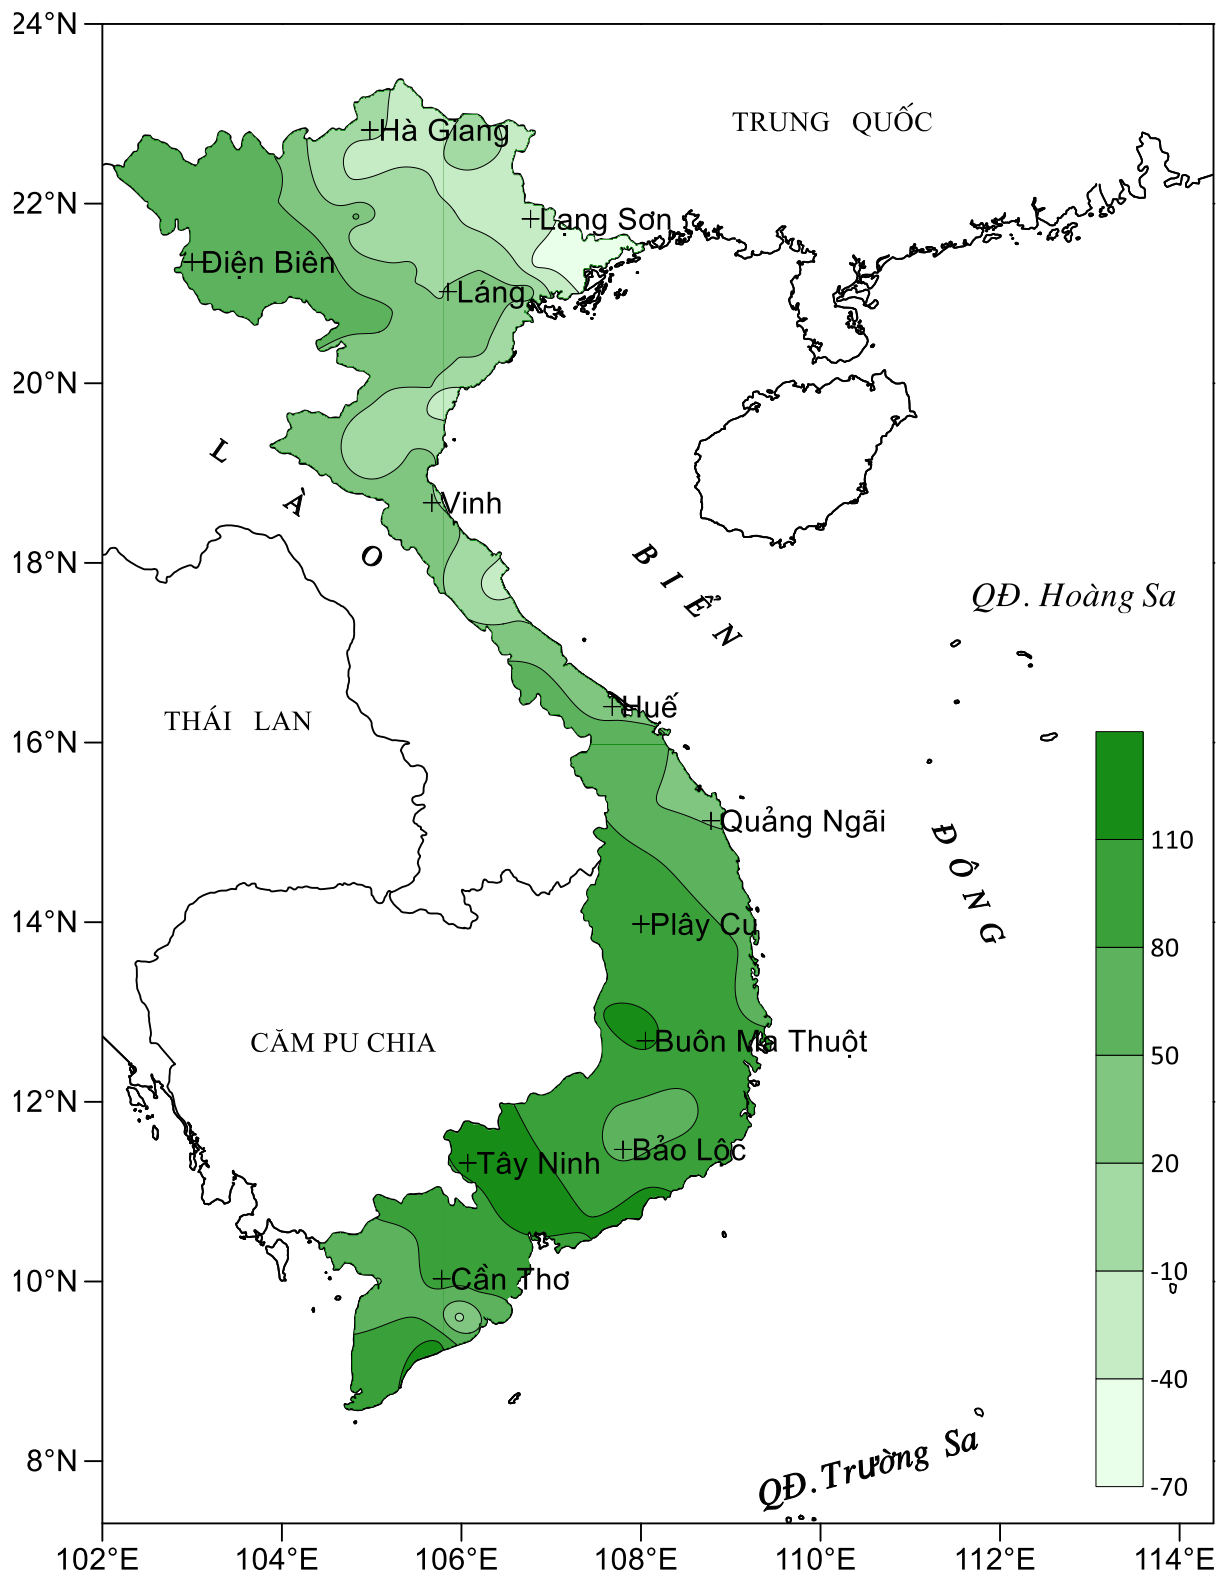 24°N
TRUNG QUỐC
Hà Giang
22°N
Lạng Sơn
Điện Biên
Láng
20°N
LÀO
Vinh
18°N
BIỂN
QĐ. Hoàng Sa
THÁI LAN
Huế
16°N
Quảng Ngãi
110
ĐÔNG
14°N
Plây Cu
80
CĂM PU CHIA
Buôn Ma Thuột
50
12°N
Bảo Lộc
Tây Ninh
20
10°N
Cần Thơ
-10
-40
8°N
QĐ. Trường Sa
-70
102°E 104°E 106°E 108°E 110°E 112°E 114°E